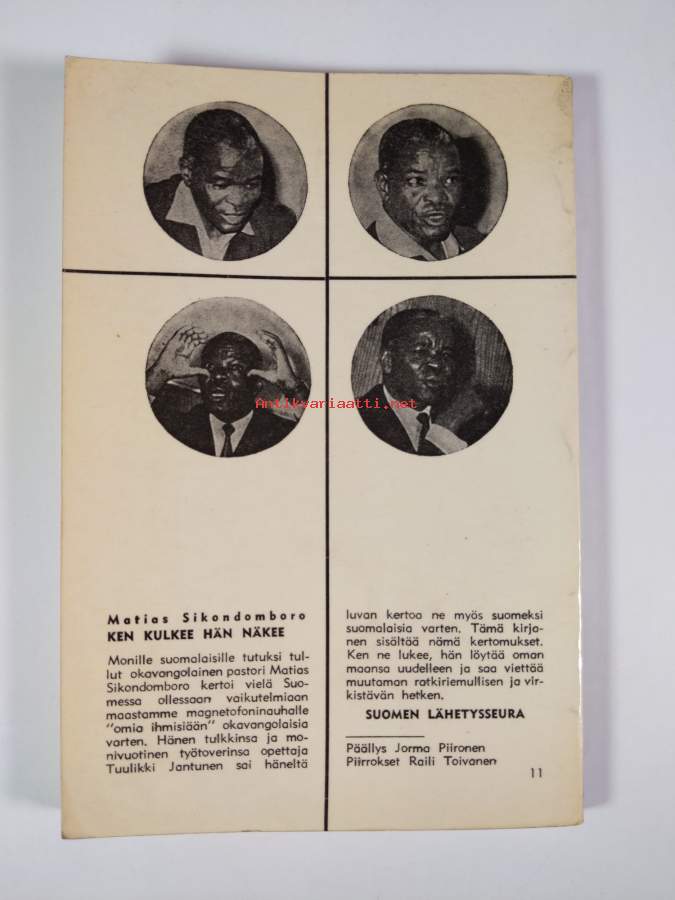 Antikvariaatti.net
Matias Sikondomboro
KEN KULKEE HÄN NÄKEE
Monille suomalaisille tutuksi tul-
lut okavangolainen pastori Matias
Sikondomboro kertoi vielä Suo-
messa ollessaan vaikutelmiaan
maastamme magnetofoninauhalle
"omia ihmisiään" okavangolaisia
varten. Hänen tulkkinsa ja mo-
nivuotinen työtoverinsa opettaja
Tuulikki Jantunen sai häneltä
luvan kertoa ne myös suomeksi
suomalaisia varten. Tämä kirja-
nen sisältää nämä kertomukset.
Ken ne lukee, hän löytää oman
maansa uudelleen ja saa viettää
muutaman ratkiriemullisen ja vir-
kistävän hetken.
SUOMEN LÄHETYSSEURA
Päällys Jorma Piironen
Piirrokset Raili Toivanen
11